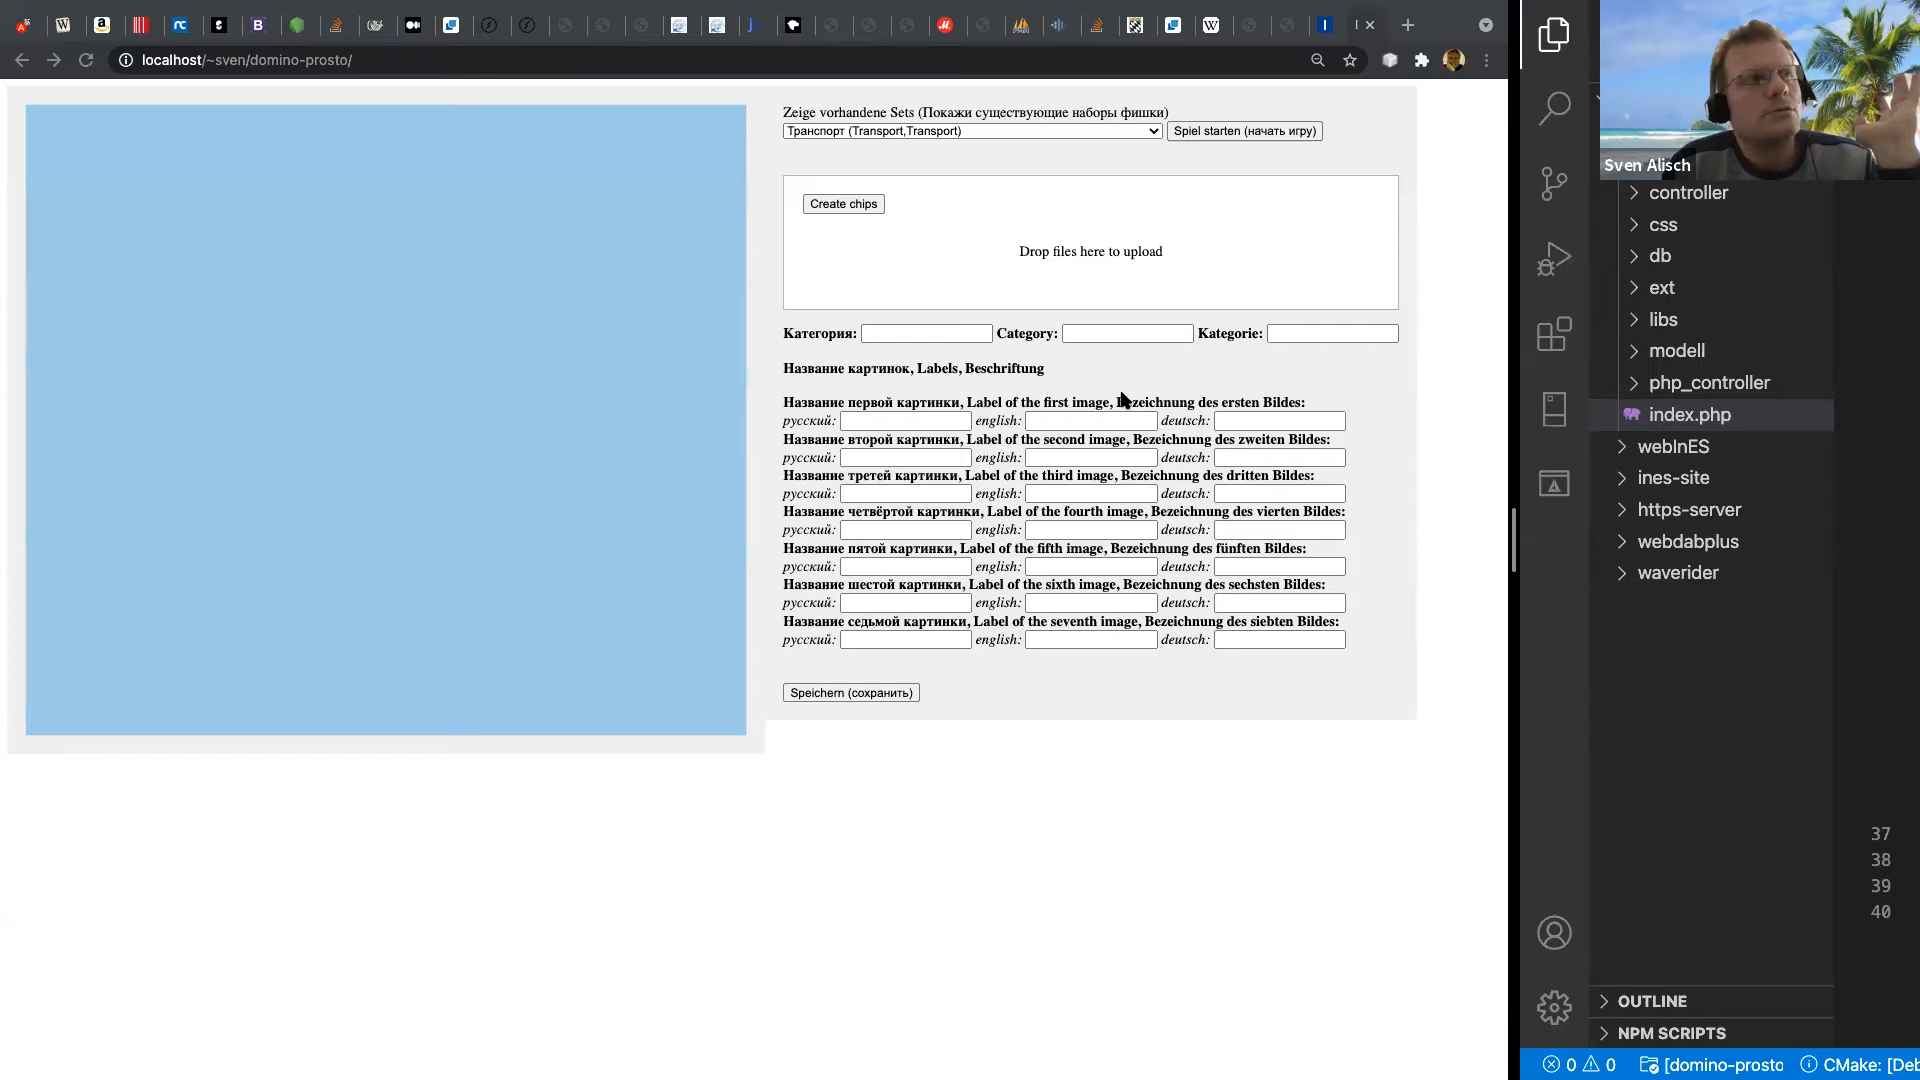 localhost/~sven/domino-prosto/
Zeige vorhandene Sets (Покажи существующие наборы фишки)
Транспорт (Transport,Transport)
Spiel starten (начать игру)
Create chips
Drop files here to upload
Категория: Category: Kategorie:
Название картинок, Labels, Beschriftung
Название первой картинки, Label of the first image, Bezeichnung des ersten Bildes:
русский: english: deutsch:
Название второй картинки, Label of the second image, Bezeichnung des zweiten Bildes:
русский: english: deutsch:
Название третей картинки, Label of the third image, Bezeichnung des dritten Bildes:
русский: english: deutsch:
Название четвёртой картинки, Label of the fourth image, Bezeichnung des vierten Bildes:
русский: english: deutsch:
Название пятой картинки, Label of the fifth image, Bezeichnung des fünften Bildes:
русский: english: deutsch:
Название шестой картинки, Label of the sixth image, Bezeichnung des sechsten Bildes:
русский: english: deutsch:
Название седьмой картинки, Label of the seventh image, Bezeichnung des siebten Bildes:
русский: english: deutsch:
Speichern (сохранить)
Sven Alisch
controller
css
db
ext
libs
modell
php_controller
index.php
webInES
ines-site
https-server
webdabplus
waverider
37
38
39
40
OUTLINE
NPM SCRIPTS
0 0 [domino-prosto CMake: [Deb